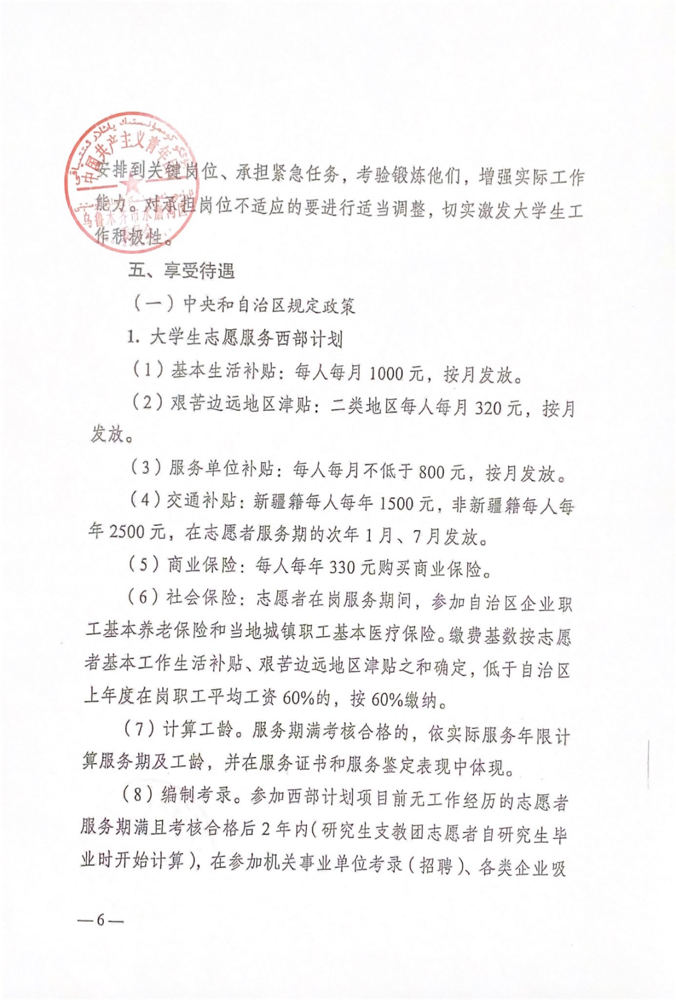 中国共产主义青年团
乌鲁木齐市水磨沟区
委员会
安排到关键岗位、承担紧急任务，考验锻炼他们，增强实际工作
能力。对承担岗位不适应的要进行适当调整，切实激发大学生工
作积极性。
五、享受待遇
（一）中央和自治区规定政策
1. 大学生志愿服务西部计划
（1）基本生活补贴：每人每月 1000 元，按月发放。
（2）艰苦边远地区津贴：二类地区每人每月 320 元，按月
发放。
（3）服务单位补贴：每人每月不低于 800 元，按月发放。
（4）交通补贴：新疆籍每人每年 1500 元，非新疆籍每人每
年 2500 元，在志愿者服务期的次年 1 月、7 月发放。
（5）商业保险：每人每年 330 元购买商业保险。
（6）社会保险：志愿者在岗服务期间，参加自治区企业职
工基本养老保险和当地城镇职工基本医疗保险。缴费基数按志愿
者基本工作生活补贴、艰苦边远地区津贴之和确定，低于自治区
上年度在岗职工平均工资 60%的，按 60%缴纳。
（7）计算工龄。服务期满考核合格的，依实际服务年限计
算服务期及工龄，并在服务证书和服务鉴定表现中体现。
（8）编制考录。参加西部计划项目前无工作经历的志愿者
服务期满且考核合格后 2 年内（研究生支教团志愿者自研究生毕
业时开始计算），在参加机关事业单位考录（招聘）、各类企业吸
— 6 —